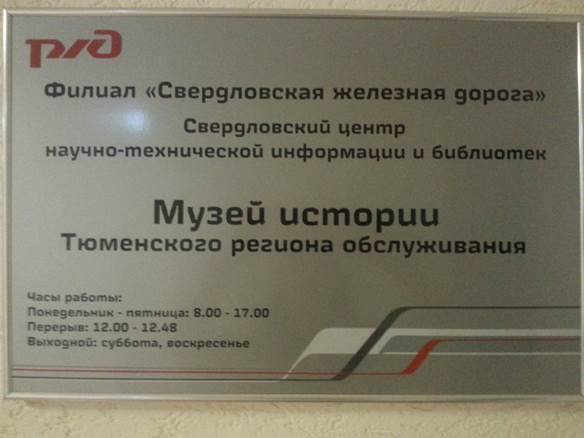 ржд
Филиал «Свердловская железная дорога»
Свердловский центр
научно-технической информации и библиотек
Музей истории
Тюменского региона обслуживания
Часы работы:
Понедельник - пятница: 8.00 - 17.00
Перерыв: 12.00 - 12.48
Выходной: суббота, воскресенье